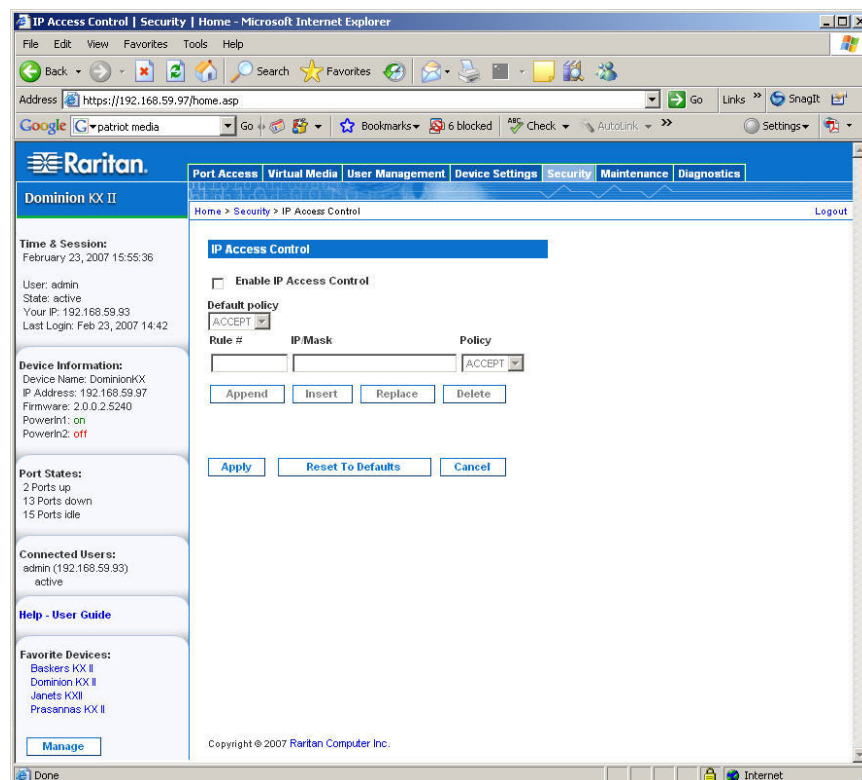 IP Access Control | Security | Home - Microsoft Internet Explorer
File Edit View Favorites Tools Help
Back Search Favorites
Address https://192.168.59.97/home.asp Go Links » SnagIt
Google G patriot media Go Bookmarks 6 blocked ABC Check AutoLink » Settings
Raritan.
Dominion KX II
Port Access Virtual Media User Management Device Settings Security Maintenance Diagnostics
Home > Security > IP Access Control Logout
Time & Session:
February 23, 2007 15:55:36
User: admin
State: active
Your IP: 192.168.59.93
Last Login: Feb 23, 2007 14:42
Device Information:
Device Name: DominionKX
IP Address: 192.168.59.97
Firmware: 2.0.0.2.5240
PowerIn1: on
PowerIn2: off
Port States:
2 Ports up
13 Ports down
15 Ports idle
Connected Users:
admin (192.168.59.93)
active
Help - User Guide
Favorite Devices:
Baskers KX II
Dominion KX II
Janets KXII
Prasannas KX II
Manage
IP Access Control
Enable IP Access Control
Default policy
ACCEPT
Rule # IP/Mask Policy
ACCEPT
Append Insert Replace Delete
Apply Reset To Defaults Cancel
Copyright © 2007 Raritan Computer Inc.
Done Internet